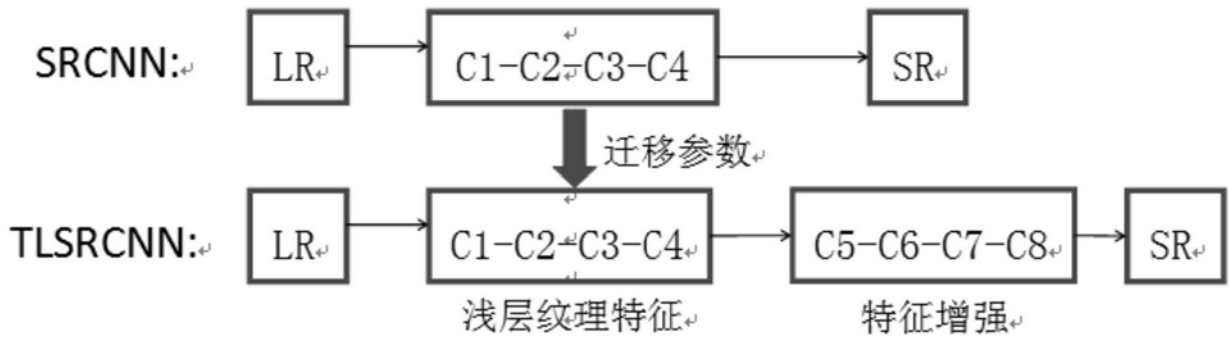 SRCNN: LR C1-C2-C3-C4 SR
迁移参数
TLSRCNN: LR C1-C2-C3-C4 C5-C6-C7-C8 SR
浅层纹理特征 特征增强